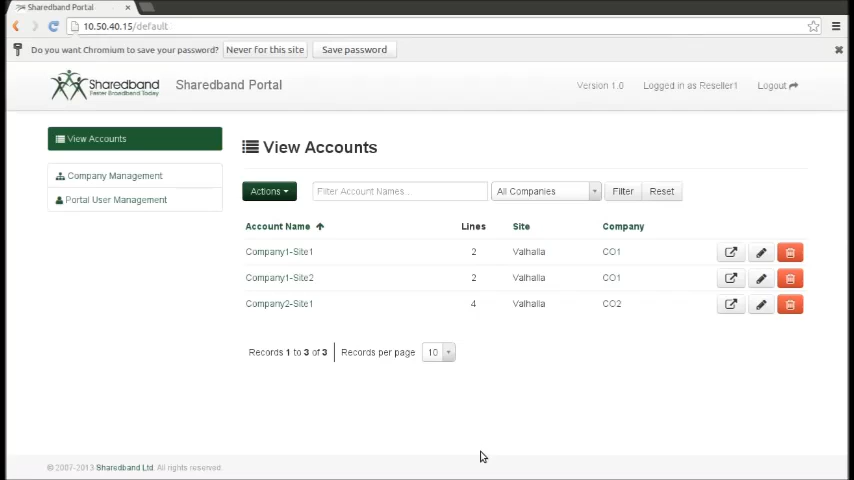 Sharedband Portal
10.50.40.15/default
Do you want Chromium to save your password? Never for this site Save password
Sharedband
Faster Broadband Today
Sharedband Portal
Version 1.0 Logged in as Reseller1 Logout
View Accounts
Company Management
Portal User Management
View Accounts
Actions Filter Account Names... All Companies Filter Reset
Account Name Lines Site Company
Company1-Site1 2 Valhalla CO1
Company1-Site2 2 Valhalla CO1
Company2-Site1 4 Valhalla CO2
Records 1 to 3 of 3 Records per page 10
© 2007-2013 Sharedband Ltd. All rights reserved.